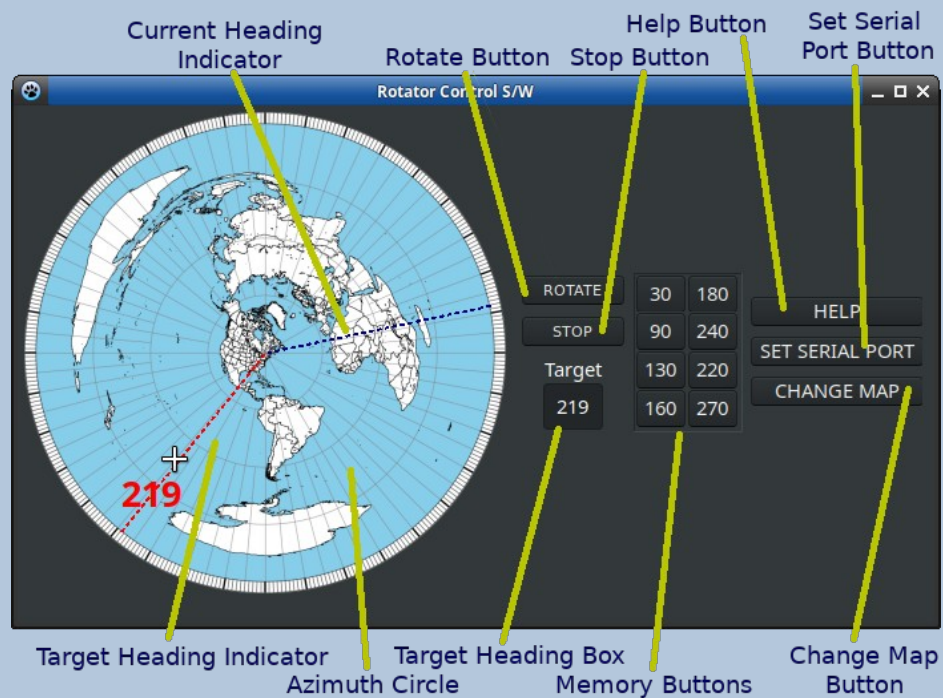 Current Heading
Indicator
Rotate Button
Stop Button
Help Button
Set Serial
Port Button
Rotator Control S/W
ROTATE
STOP
Target
219
30 180
90 240
130 220
160 270
HELP
SET SERIAL PORT
CHANGE MAP
219
Target Heading Indicator
Azimuth Circle
Target Heading Box
Memory Buttons
Change Map
Button